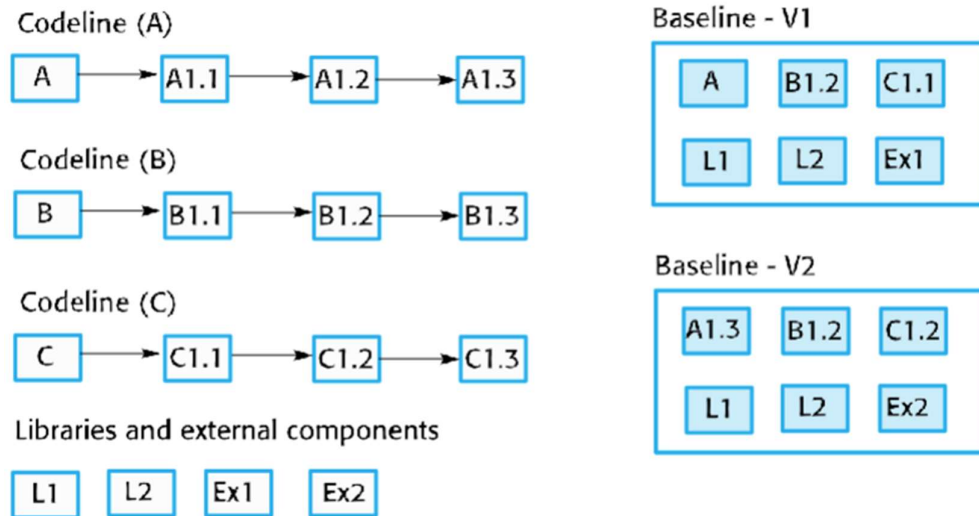 Codeline (A)
A A1.1 A1.2 A1.3
Codeline (B)
B B1.1 B1.2 B1.3
Codeline (C)
C C1.1 C1.2 C1.3
Libraries and external components
L1 L2 Ex1 Ex2
Baseline - V1
A B1.2 C1.1
L1 L2 Ex1
Baseline - V2
A1.3 B1.2 C1.2
L1 L2 Ex2